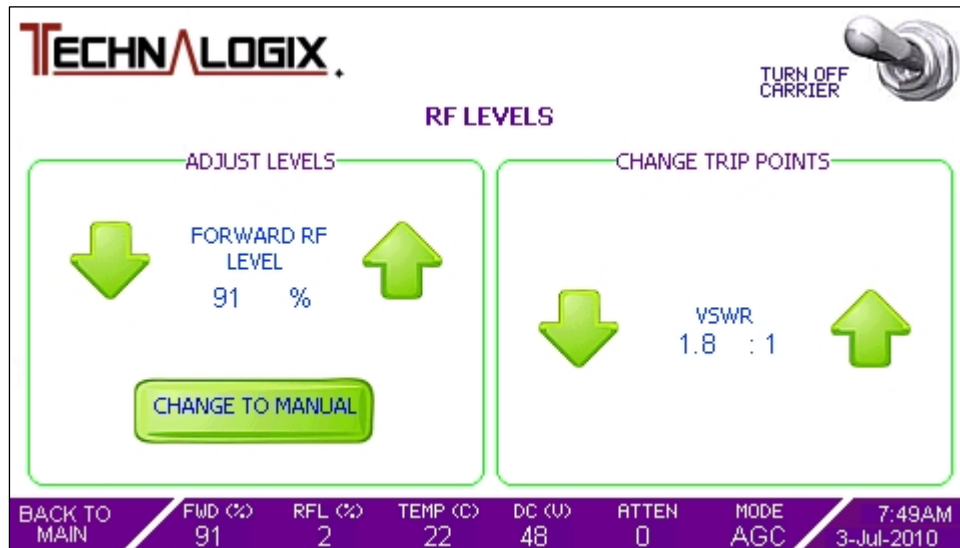 TECHNALOGIX
TURN OFF
CARRIER
RF LEVELS
ADJUST LEVELS
FORWARD RF
LEVEL
91 %
CHANGE TO MANUAL
CHANGE TRIP POINTS
VSWR
1.8 : 1
BACK TO
MAIN
FWD (%) RFL (%) TEMP (C) DC (V) ATTEN MODE 7:49AM
91 2 22 48 0 AGC 3-Jul-2010